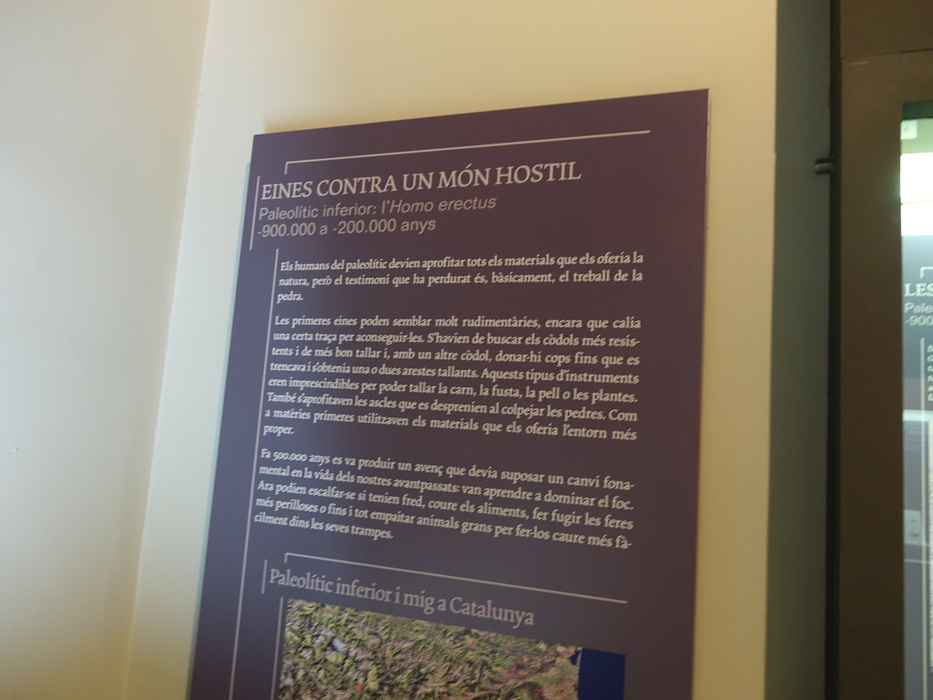 EINES CONTRA UN MÓN HOSTIL
Paleolític inferior: l'Homo erectus
-900.000 a -200.000 anys
Els humans del paleolític devien aprofitar tots els materials que els oferia la
natura, però el testimoni que ha perdurat és, bàsicament, el treball de la
pedra.
Les primeres eines poden semblar molt rudimentàries, encara que calia
una certa traça per aconseguir-les. S'havien de buscar els còdols més resis-
tents i de més bon tallar i, amb un altre còdol, donar-hi cops fins que es
trencava i s'obtenia una o dues arestes tallants. Aquests tipus d'instruments
eren imprescindibles per poder tallar la carn, la fusta, la pell o les plantes.
També s'aprofitaven les ascles que es desprenien al colpejar les pedres. Com
a matèries primeres utilitzaven els materials que els oferia l'entorn més
proper.
Fa 500.000 anys es va produir un avenç que devia suposar un canvi fona-
mental en la vida dels nostres avantpassats: van aprendre a dominar el foc.
Ara podien escalfar-se si tenien fred, coure els aliments, fer fugir les feres
més perilloses o fins i tot empaitar animals grans per fer-los caure més fà-
cilment dins les seves trampes.
Paleolític inferior i mig a Catalunya
LES
Pale
-900